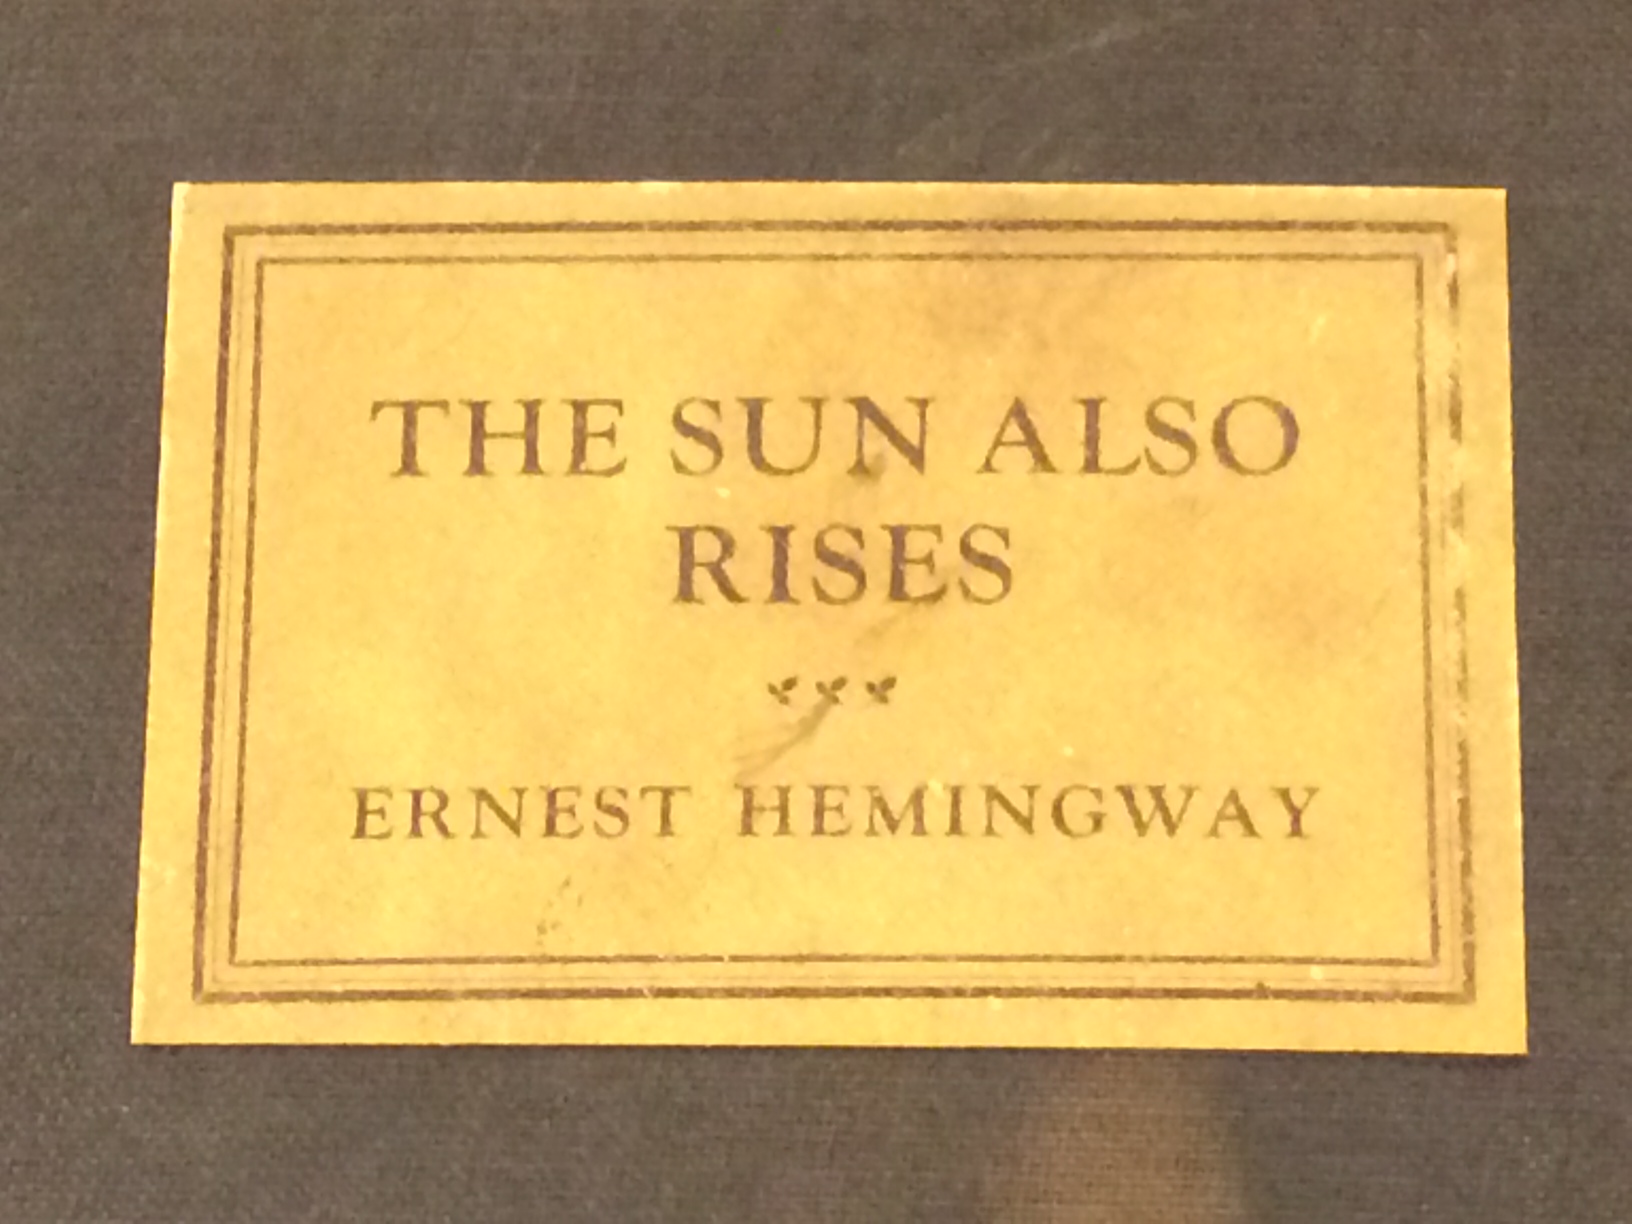 THE SUN ALSO
RISES
ERNEST HEMINGWAY